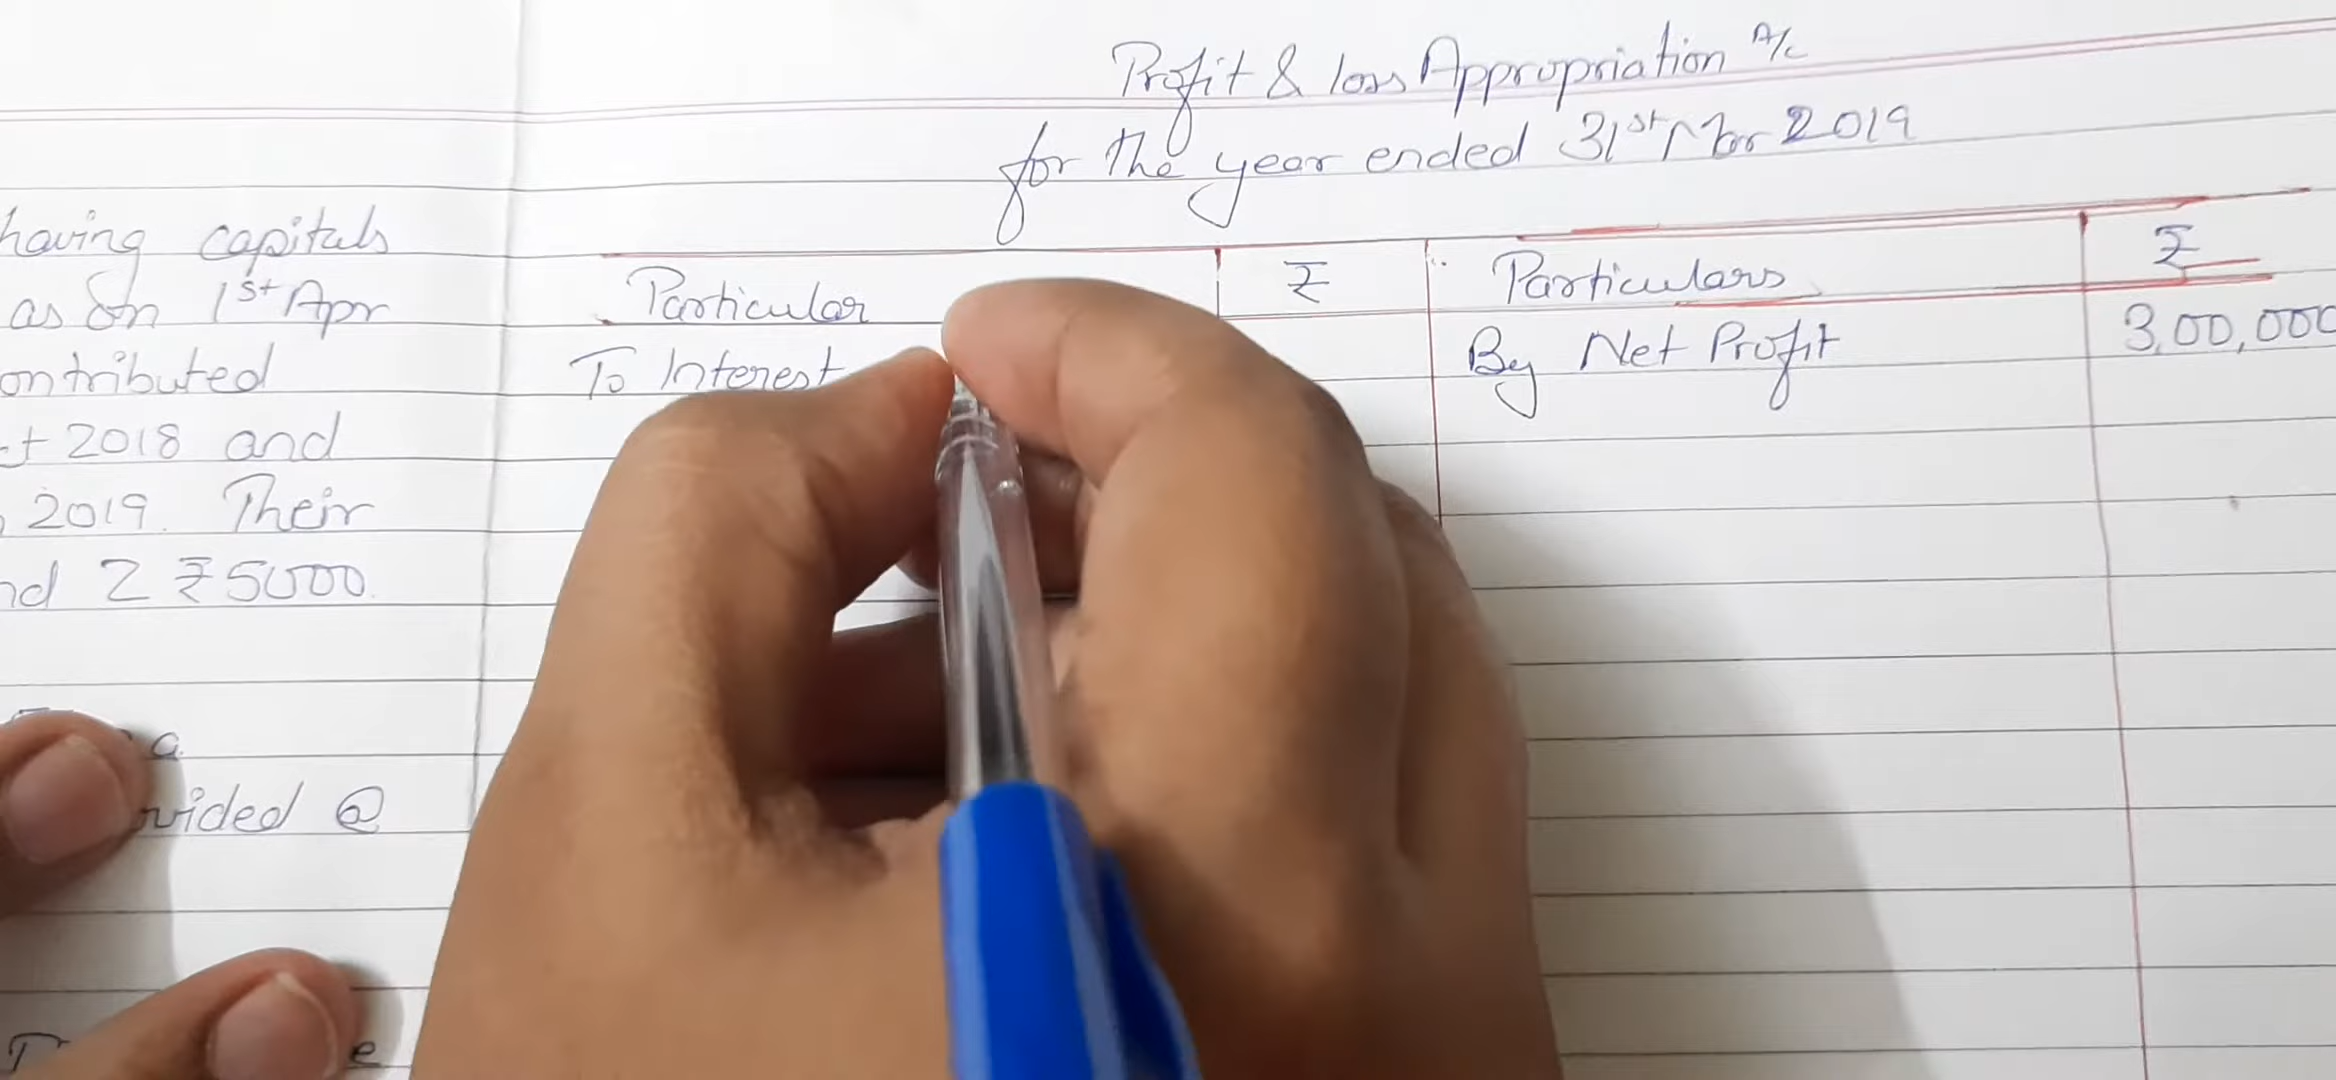 Profit & loss Appropriation A/c
for the year ended 31st Mar 2019
having capitals
as on 1st Apr
ontributed
t 2018 and
2019. Their
nd Z ₹5000.
a
vided @
e
Particular ₹ Particulars ₹
To Interest By Net Profit 3,00,000